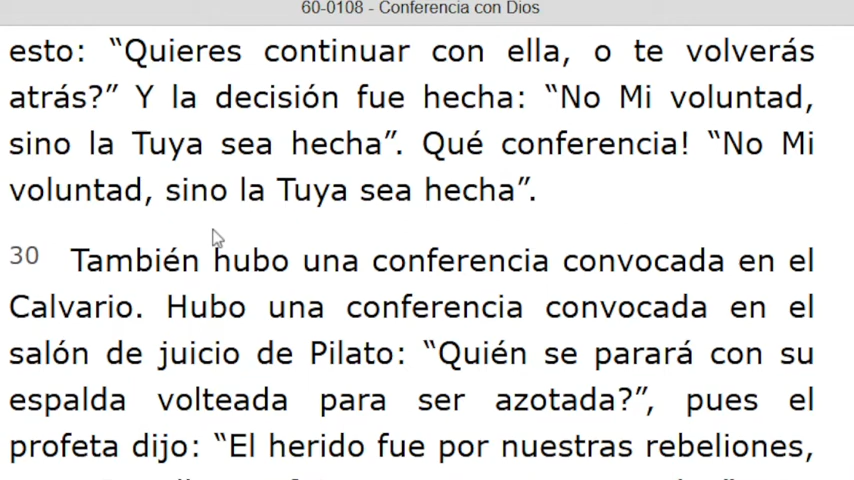 60-0108 - Conferencia con Dios
esto: “Quieres continuar con ella, o te volverás
atrás?” Y la decisión fue hecha: “No Mi voluntad,
sino la Tuya sea hecha”. Qué conferencia! “No Mi
voluntad, sino la Tuya sea hecha”.
30 También hubo una conferencia convocada en el
Calvario. Hubo una conferencia convocada en el
salón de juicio de Pilato: “Quién se parará con su
espalda volteada para ser azotada?”, pues el
profeta dijo: “El herido fue por nuestras rebeliones,